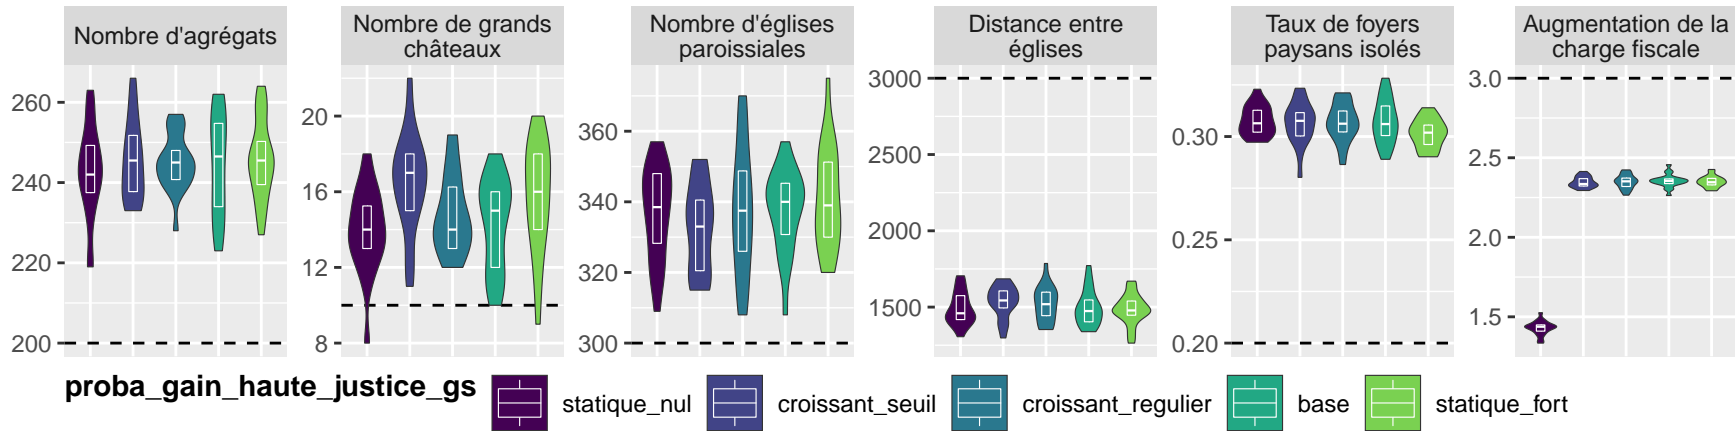 Nombre d'agrégats
Nombre de grands
châteaux
Nombre d'églises
paroissiales
Distance entre
églises
Taux de foyers
paysans isolés
Augmentation de la
charge fiscale
260
240
220
200
20
16
12
8
360
340
320
300
3000
2500
2000
1500
0.30
0.25
0.20
3.0
2.5
2.0
1.5
proba_gain_haute_justice_gs
statique_nul
croissant_seuil
croissant_regulier
base
statique_fort